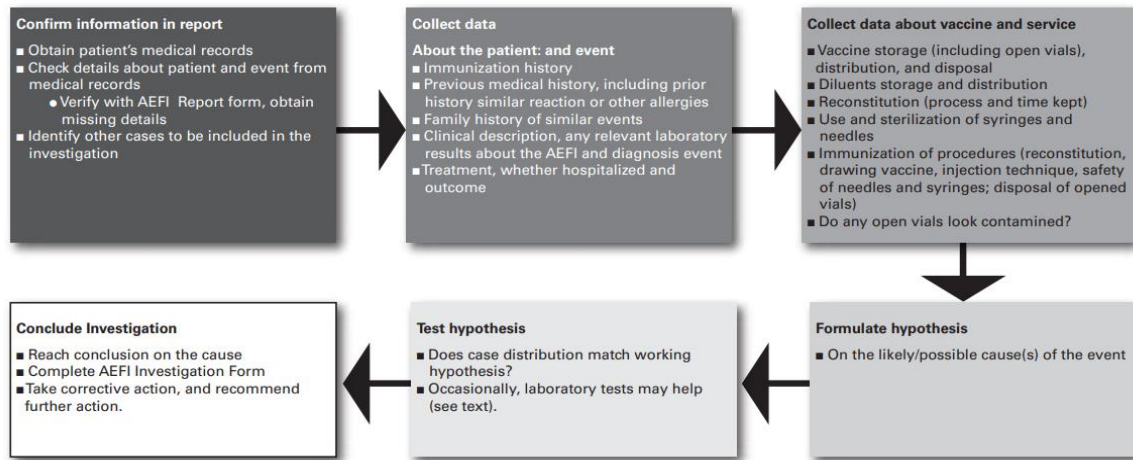 Confirm information in report
■ Obtain patient's medical records
■ Check details about patient and event from
medical records
● Verify with AEFI Report form, obtain
missing details
■ Identify other cases to be included in the
investigation
Collect data
About the patient: and event
■ Immunization history
■ Previous medical history, including prior
history similar reaction or other allergies
■ Family history of similar events
■ Clinical description, any relevant laboratory
results about the AEFI and diagnosis event
■ Treatment, whether hospitalized and
outcome
Collect data about vaccine and service
■ Vaccine storage (including open vials),
distribution, and disposal
■ Diluents storage and distribution
■ Reconstitution (process and time kept)
■ Use and sterilization of syringes and
needles
■ Immunization of procedures (reconstitution,
drawing vaccine, injection technique, safety
of needles and syringes; disposal of opened
vials)
■ Do any open vials look contaminated?
Formulate hypothesis
■ On the likely/possible cause(s) of the event
Test hypothesis
■ Does case distribution match working
hypothesis?
■ Occasionally, laboratory tests may help
(see text).
Conclude Investigation
■ Reach conclusion on the cause
■ Complete AEFI Investigation Form
■ Take corrective action, and recommend
further action.